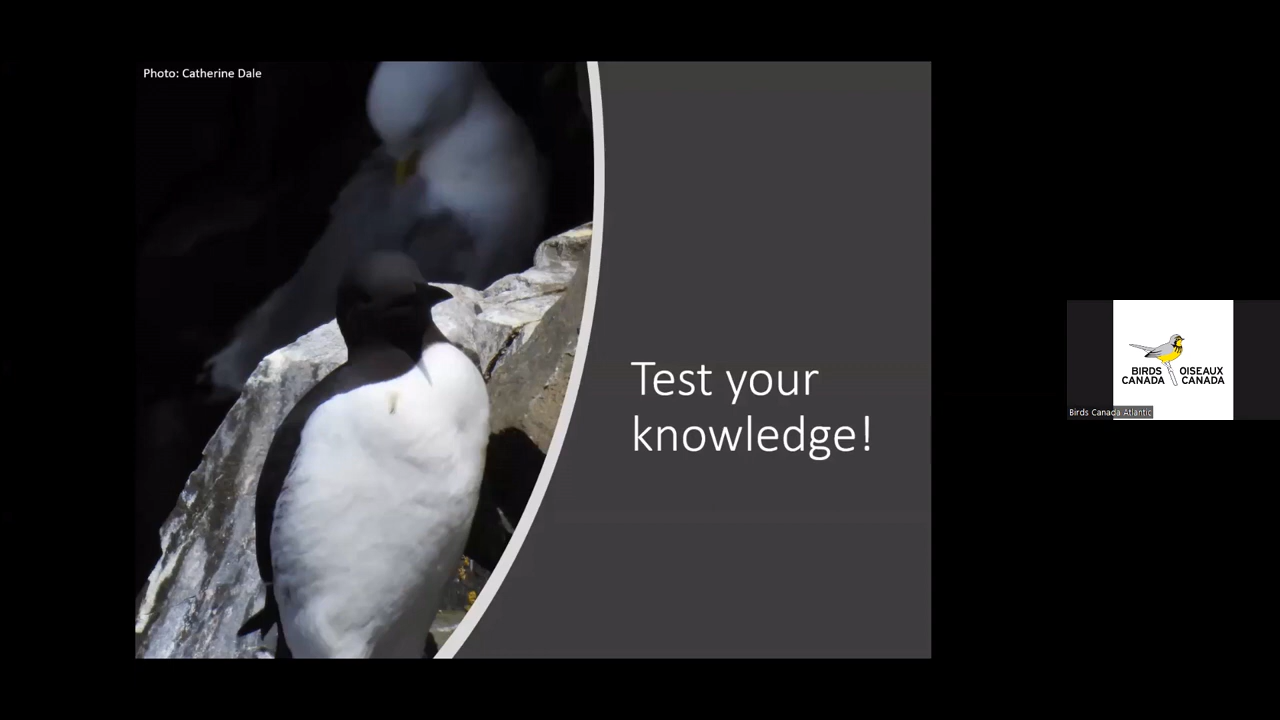 Photo: Catherine Dale
Test your
knowledge!
BIRDS OISEAUX
CANADA CANADA
Birds Canada Atlantic